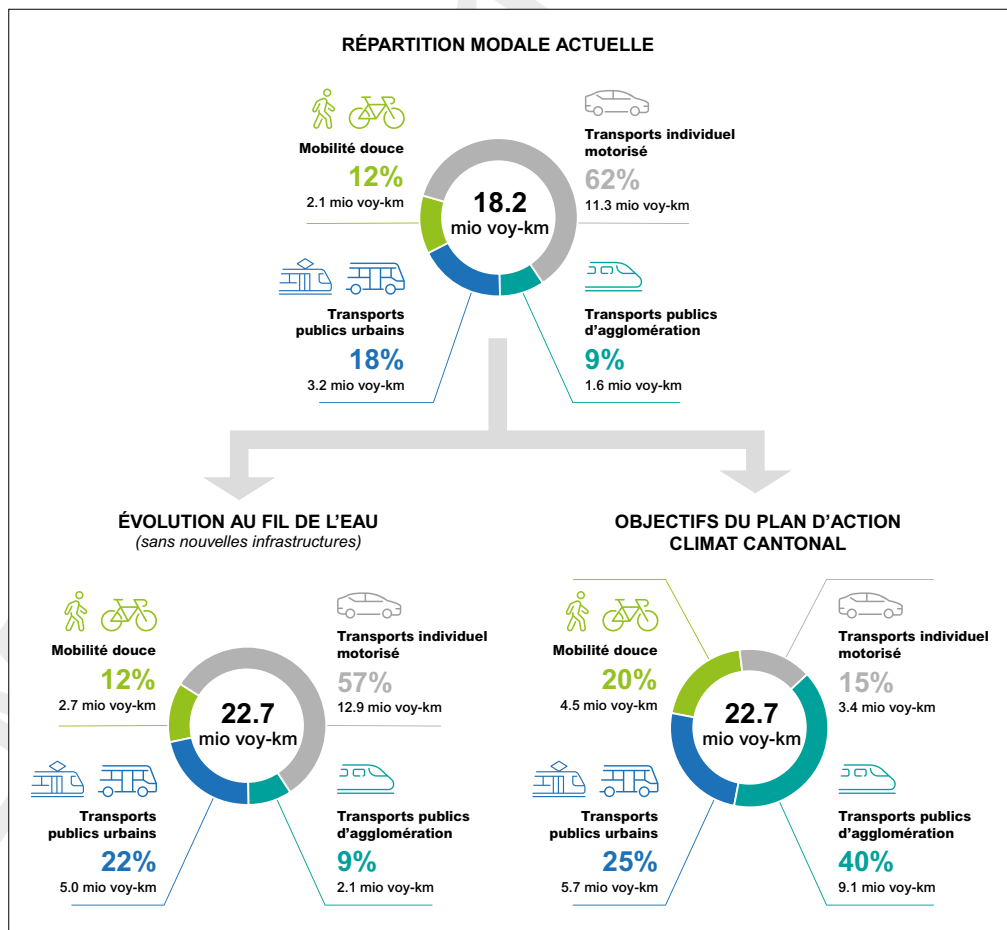 RÉPARTITION MODALE ACTUELLE
Mobilité douce
12%
2.1 mio voy-km
Transports individuel
motorisé
62%
11.3 mio voy-km
18.2
mio voy-km
Transports
publics urbains
18%
3.2 mio voy-km
Transports publics
d'agglomération
9%
1.6 mio voy-km
ÉVOLUTION AU FIL DE L'EAU
(sans nouvelles infrastructures)
Mobilité douce
12%
2.7 mio voy-km
Transports individuel
motorisé
57%
12.9 mio voy-km
22.7
mio voy-km
Transports
publics urbains
22%
5.0 mio voy-km
Transports publics
d'agglomération
9%
2.1 mio voy-km
OBJECTIFS DU PLAN D'ACTION
CLIMAT CANTONAL
Mobilité douce
20%
4.5 mio voy-km
Transports individuel
motorisé
15%
3.4 mio voy-km
22.7
mio voy-km
Transports
publics urbains
25%
5.7 mio voy-km
Transports publics
d'agglomération
40%
9.1 mio voy-km